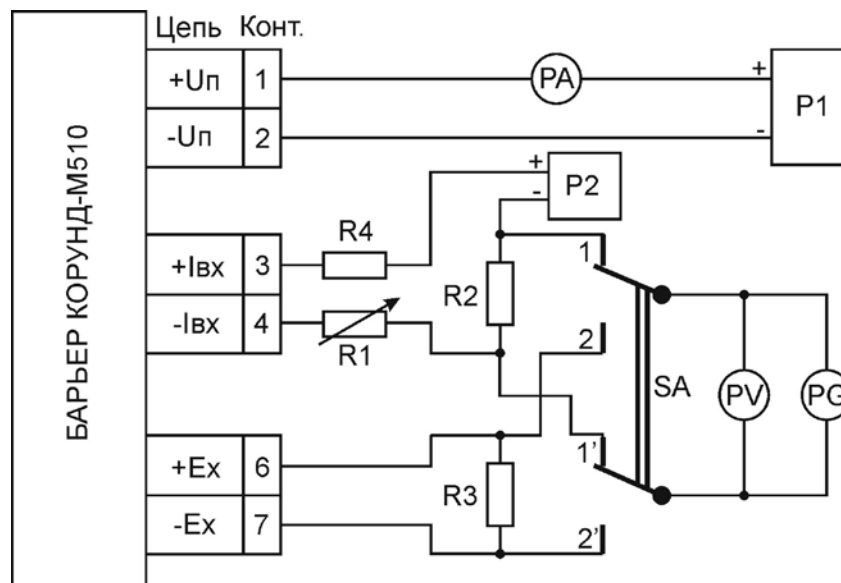 БАРЬЕР КОРУНД-М510
Цепь Конт.
+Uп 1
-Uп 2
+Iвх 3
-Iвх 4
+Ex 6
-Ex 7
PA
+
-
P1
+
-
P2
R4
R1
R2
R3
1
2
1'
2'
SA
PV
PG